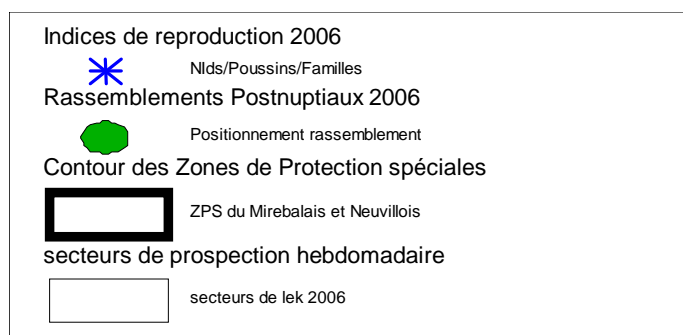 Indices de reproduction 2006
NIds/Poussins/Familles
Rassemblements Postnuptiaux 2006
Positionnement rassemblement
Contour des Zones de Protection spéciales
ZPS du Mirebalais et Neuvillois
secteurs de prospection hebdomadaire
secteurs de lek 2006